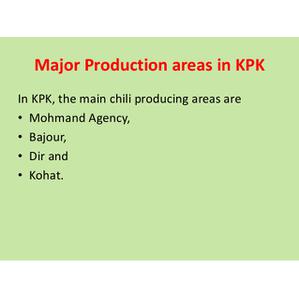 Major Production areas in KPK
In KPK, the main chili producing areas are
• Mohmand Agency,
• Bajour,
• Dir and
• Kohat.